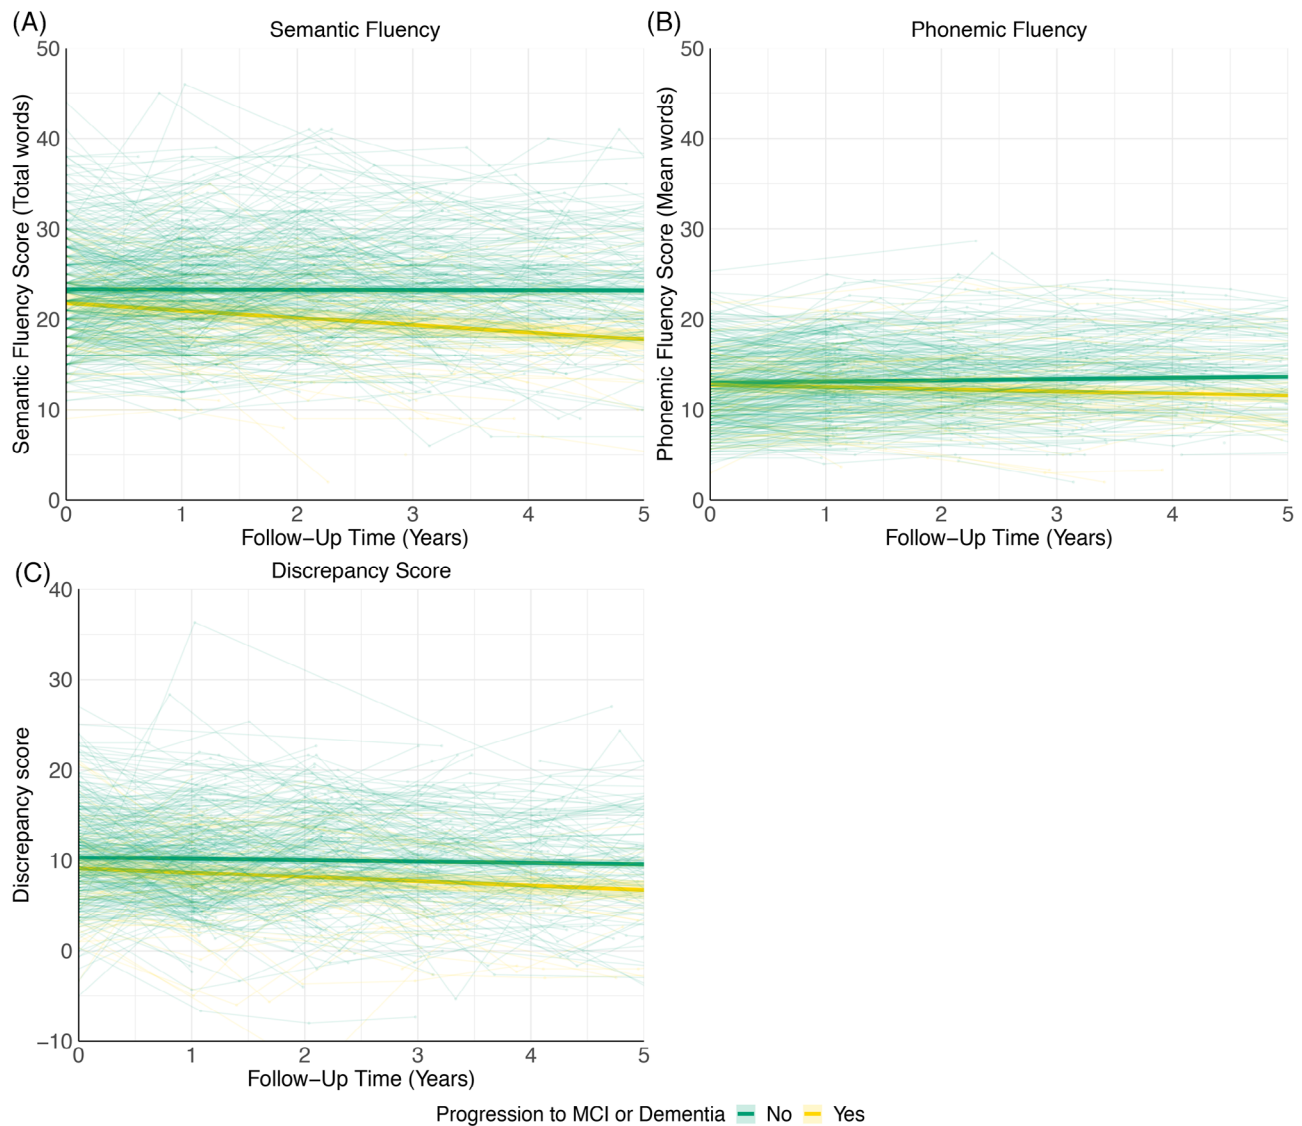 (A)
Semantic Fluency
Semantic Fluency Score (Total words)
50
40
30
20
10
0
0 1 2 3 4 5
Follow−Up Time (Years)
(B)
Phonemic Fluency
Phonemic Fluency Score (Mean words)
50
40
30
20
10
0
0 1 2 3 4 5
Follow−Up Time (Years)
(C)
Discrepancy Score
Discrepancy score
40
30
20
10
0
−10
0 1 2 3 4 5
Follow−Up Time (Years)
Progression to MCI or Dementia No Yes